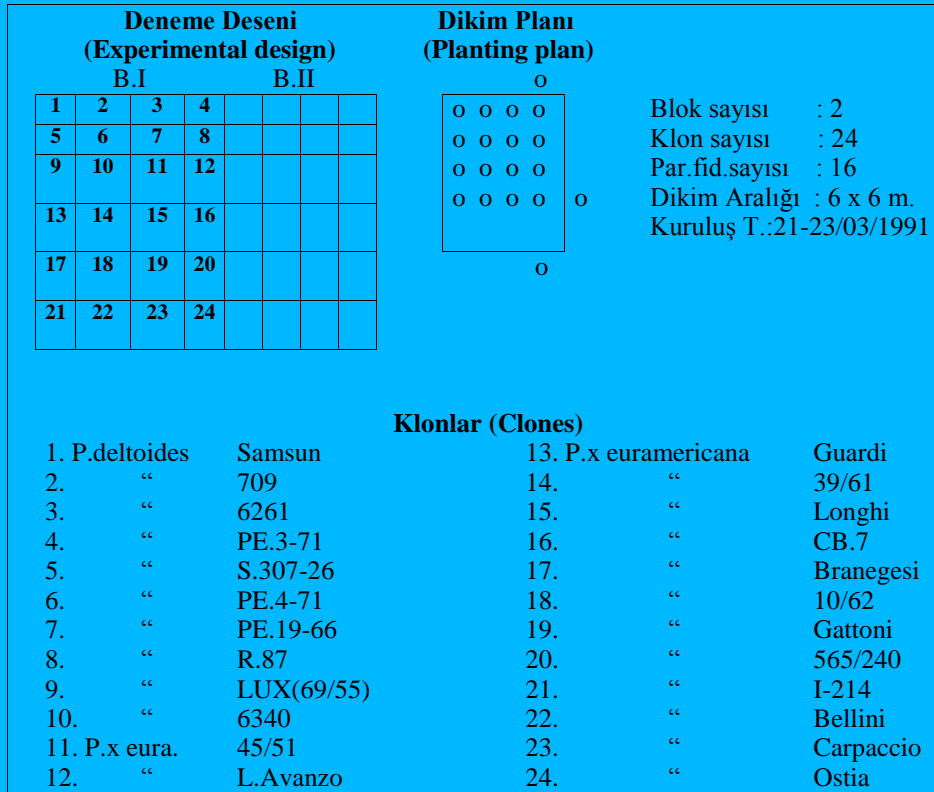 Deneme Deseni
(Experimental design)
B.I B.II
1 2 3 4
5 6 7 8
9 10 11 12
13 14 15 16
17 18 19 20
21 22 23 24
Dikim Planı
(Planting plan)
o
o o o o
o o o o
o o o o
o o o o o
o
Blok sayısı : 2
Klon sayısı : 24
Par.fid.sayısı : 16
Dikim Aralığı : 6 x 6 m.
Kuruluş T.:21-23/03/1991
Klonlar (Clones)
1. P.deltoides Samsun
2. “ 709
3. “ 6261
4. “ PE.3-71
5. “ S.307-26
6. “ PE.4-71
7. “ PE.19-66
8. “ R.87
9. “ LUX(69/55)
10. “ 6340
11. P.x eura. 45/51
12. “ L.Avanzo
13. P.x euramericana Guardi
14. “ 39/61
15. “ Longhi
16. “ CB.7
17. “ Branegesi
18. “ 10/62
19. “ Gattoni
20. “ 565/240
21. “ I-214
22. “ Bellini
23. “ Carpaccio
24. “ Ostia